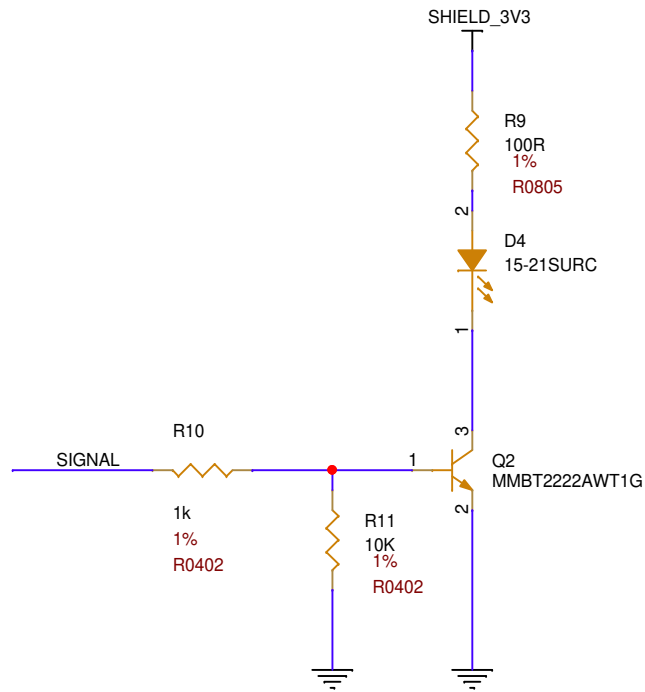 SHIELD_3V3
R9
100R
1%
R0805
2
D4
15-21SURC
1
3
R10
SIGNAL
1
Q2
MMBT2222AWT1G
2
1k
1%
R0402
R11
10K
1%
R0402